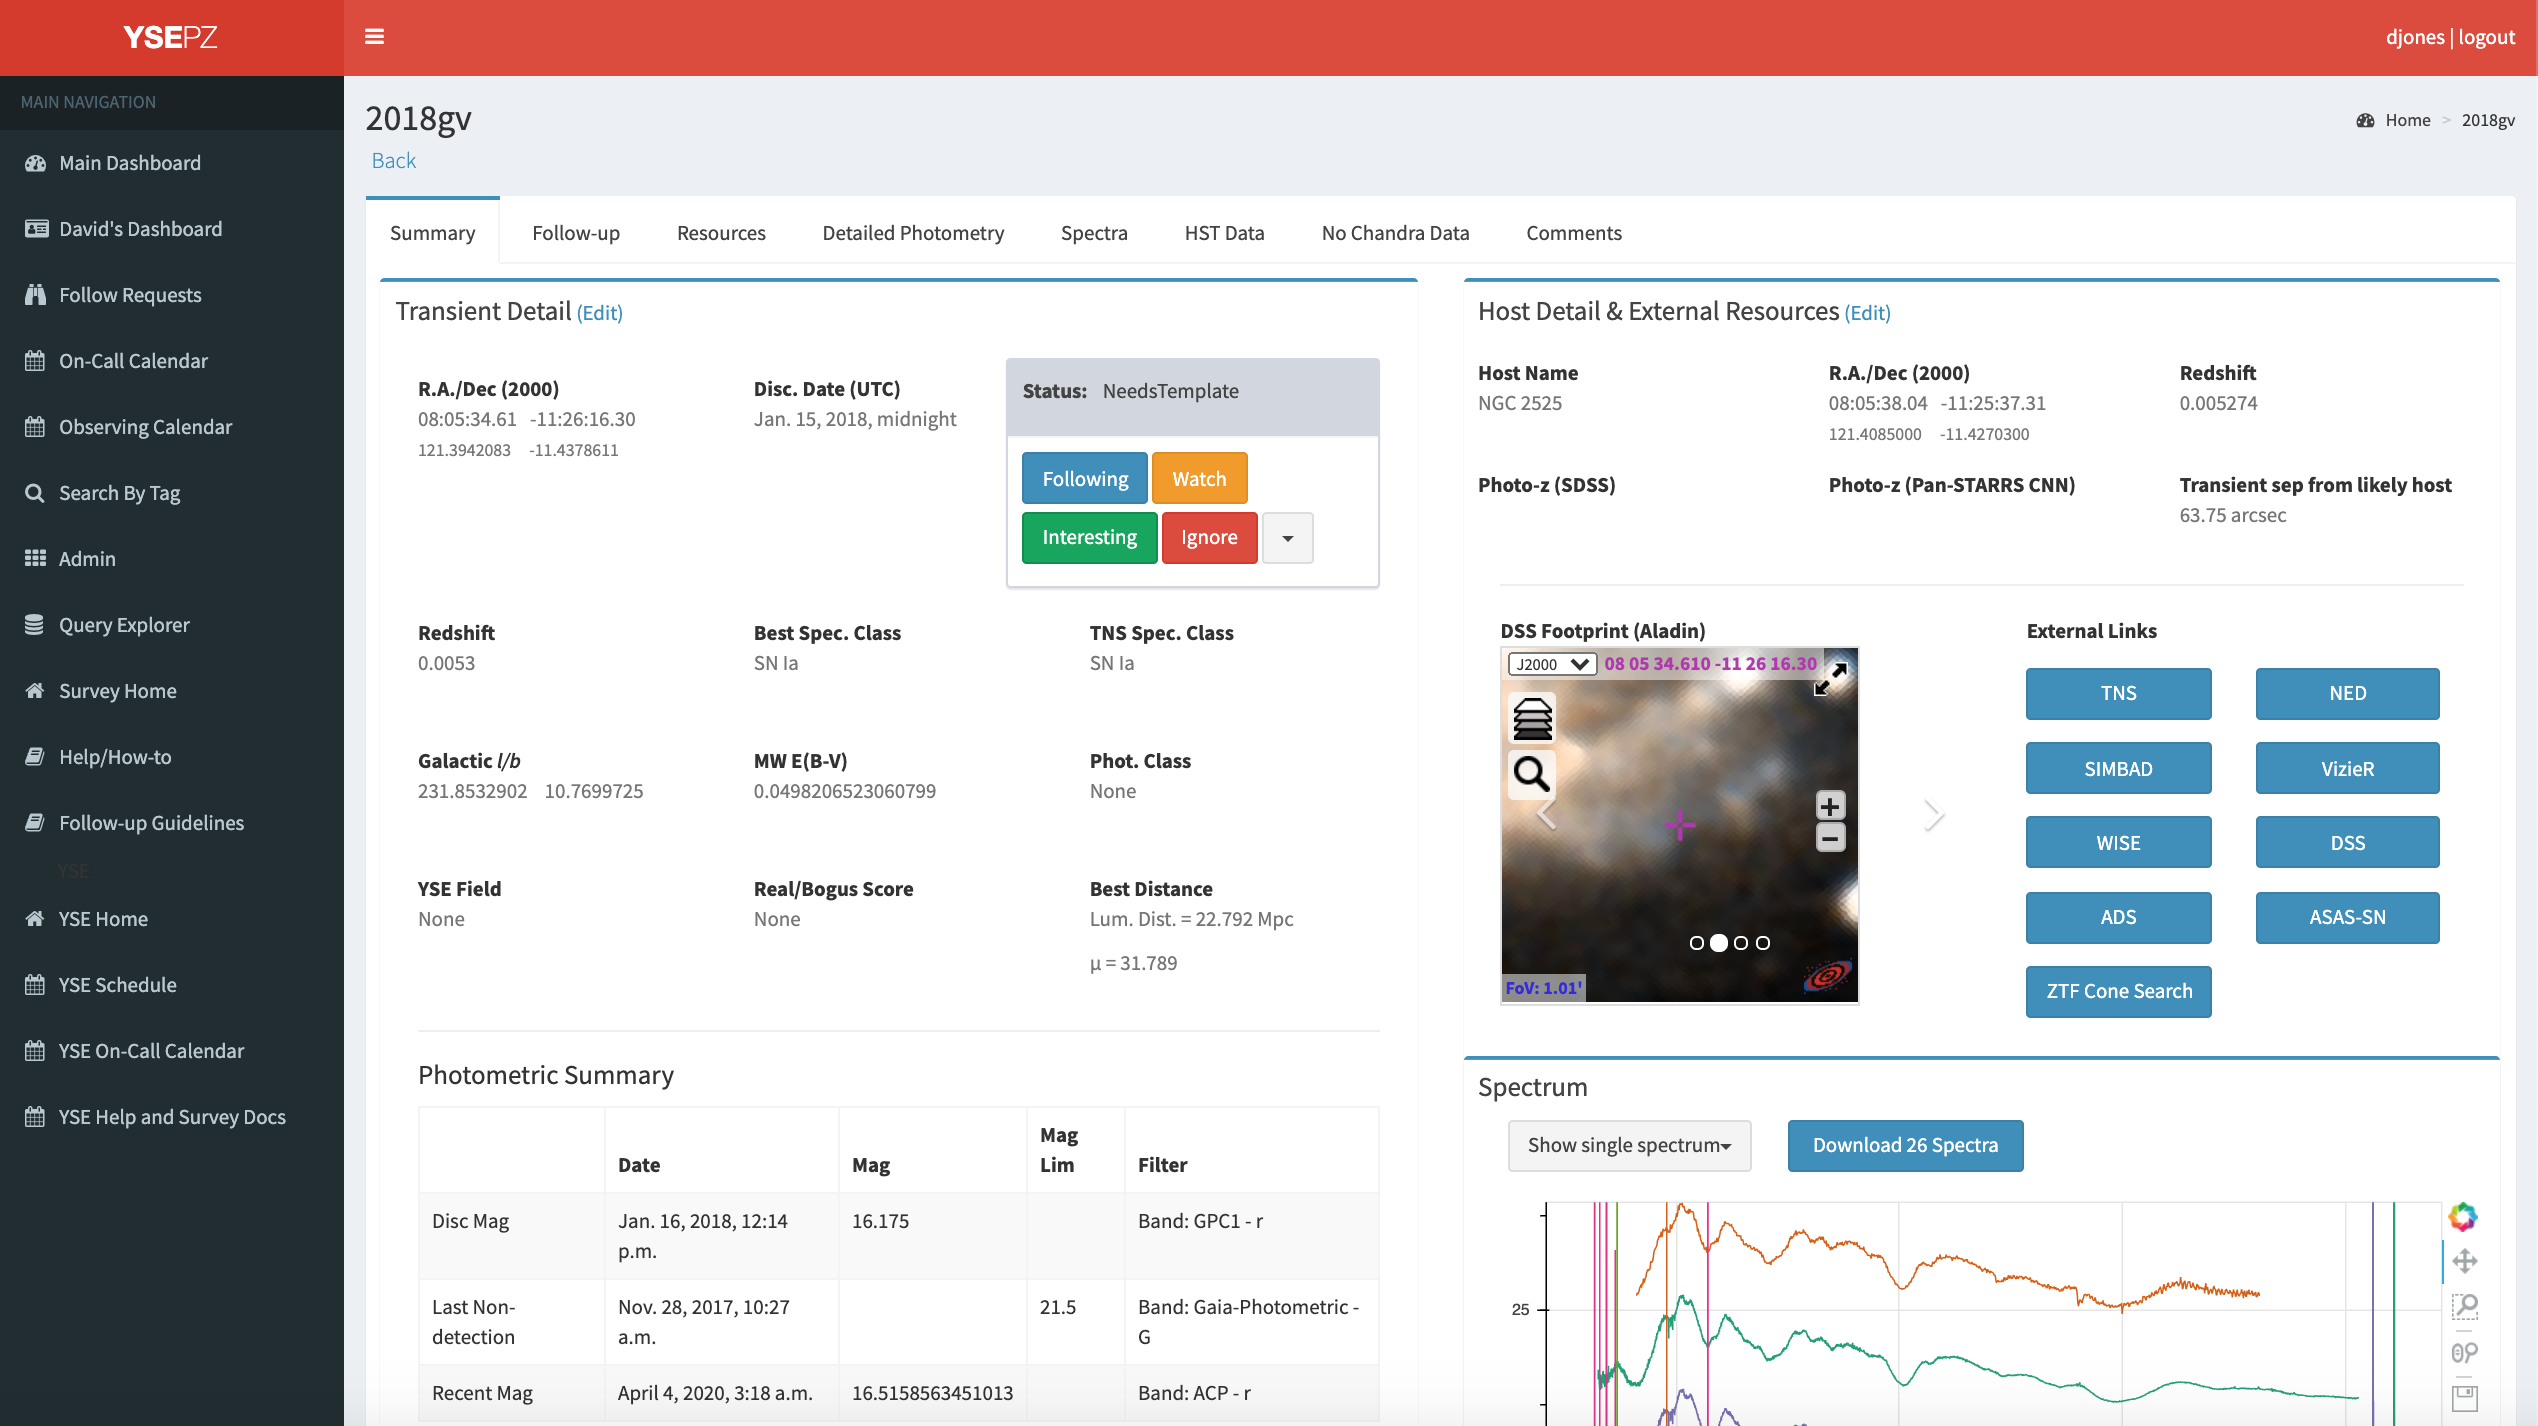 YSEPZ
djones | logout
MAIN NAVIGATION
Main Dashboard
David's Dashboard
Follow Requests
On-Call Calendar
Observing Calendar
Search By Tag
Admin
Query Explorer
Survey Home
Help/How-to
Follow-up Guidelines
YSE
YSE Home
YSE Schedule
YSE On-Call Calendar
YSE Help and Survey Docs
2018gv
Back
Home > 2018gv
Summary Follow-up Resources Detailed Photometry Spectra HST Data No Chandra Data Comments
Transient Detail (Edit)
R.A./Dec (2000)
08:05:34.61 -11:26:16.30
121.3942083 -11.4378611
Disc. Date (UTC)
Jan. 15, 2018, midnight
Status: NeedsTemplate
Following Watch
Interesting Ignore
Redshift
0.0053
Best Spec. Class
SN Ia
TNS Spec. Class
SN Ia
Galactic l/b
231.8532902 10.7699725
MW E(B-V)
0.0498206523060799
Phot. Class
None
YSE Field
None
Real/Bogus Score
None
Best Distance
Lum. Dist. = 22.792 Mpc
μ = 31.789
Photometric Summary
Date Mag Mag Lim Filter
Disc Mag Jan. 16, 2018, 12:14 p.m. 16.175 Band: GPC1 - r
Last Non-detection Nov. 28, 2017, 10:27 a.m. 21.5 Band: Gaia-Photometric - G
Recent Mag April 4, 2020, 3:18 a.m. 16.5158563451013 Band: ACP - r
Host Detail & External Resources (Edit)
Host Name
NGC 2525
R.A./Dec (2000)
08:05:38.04 -11:25:37.31
121.4085000 -11.4270300
Redshift
0.005274
Photo-z (SDSS)
Photo-z (Pan-STARRS CNN)
Transient sep from likely host
63.75 arcsec
DSS Footprint (Aladin)
J2000 08 05 34.610 -11 26 16.30
FoV: 1.01'
External Links
TNS NED
SIMBAD VizieR
WISE DSS
ADS ASAS-SN
ZTF Cone Search
Spectrum
Show single spectrum
Download 26 Spectra
25